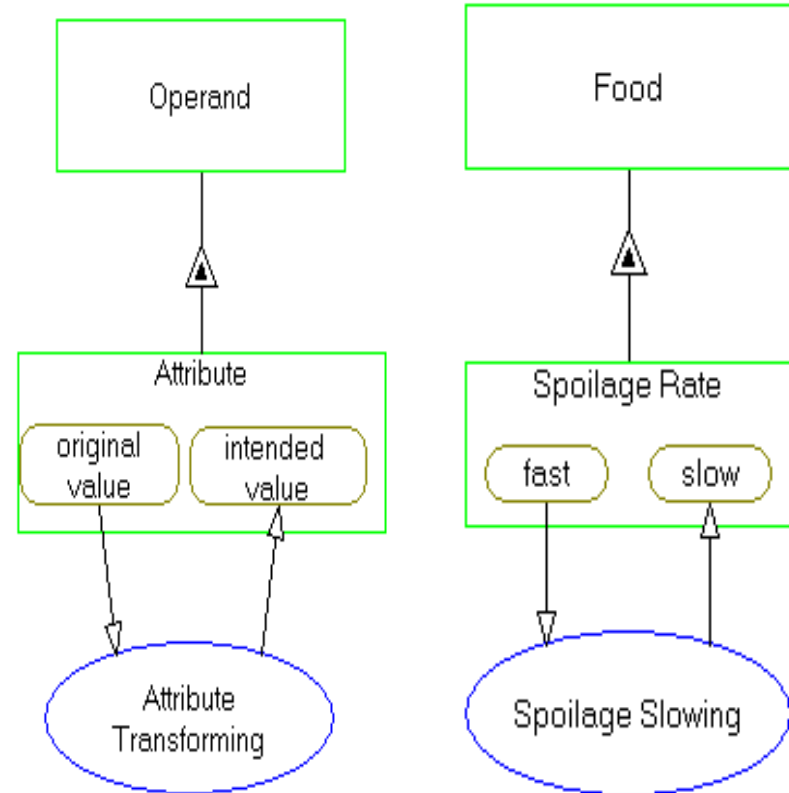 Operand
Attribute
original
value
intended
value
Attribute
Transforming
Food
Spoilage Rate
fast
slow
Spoilage Slowing